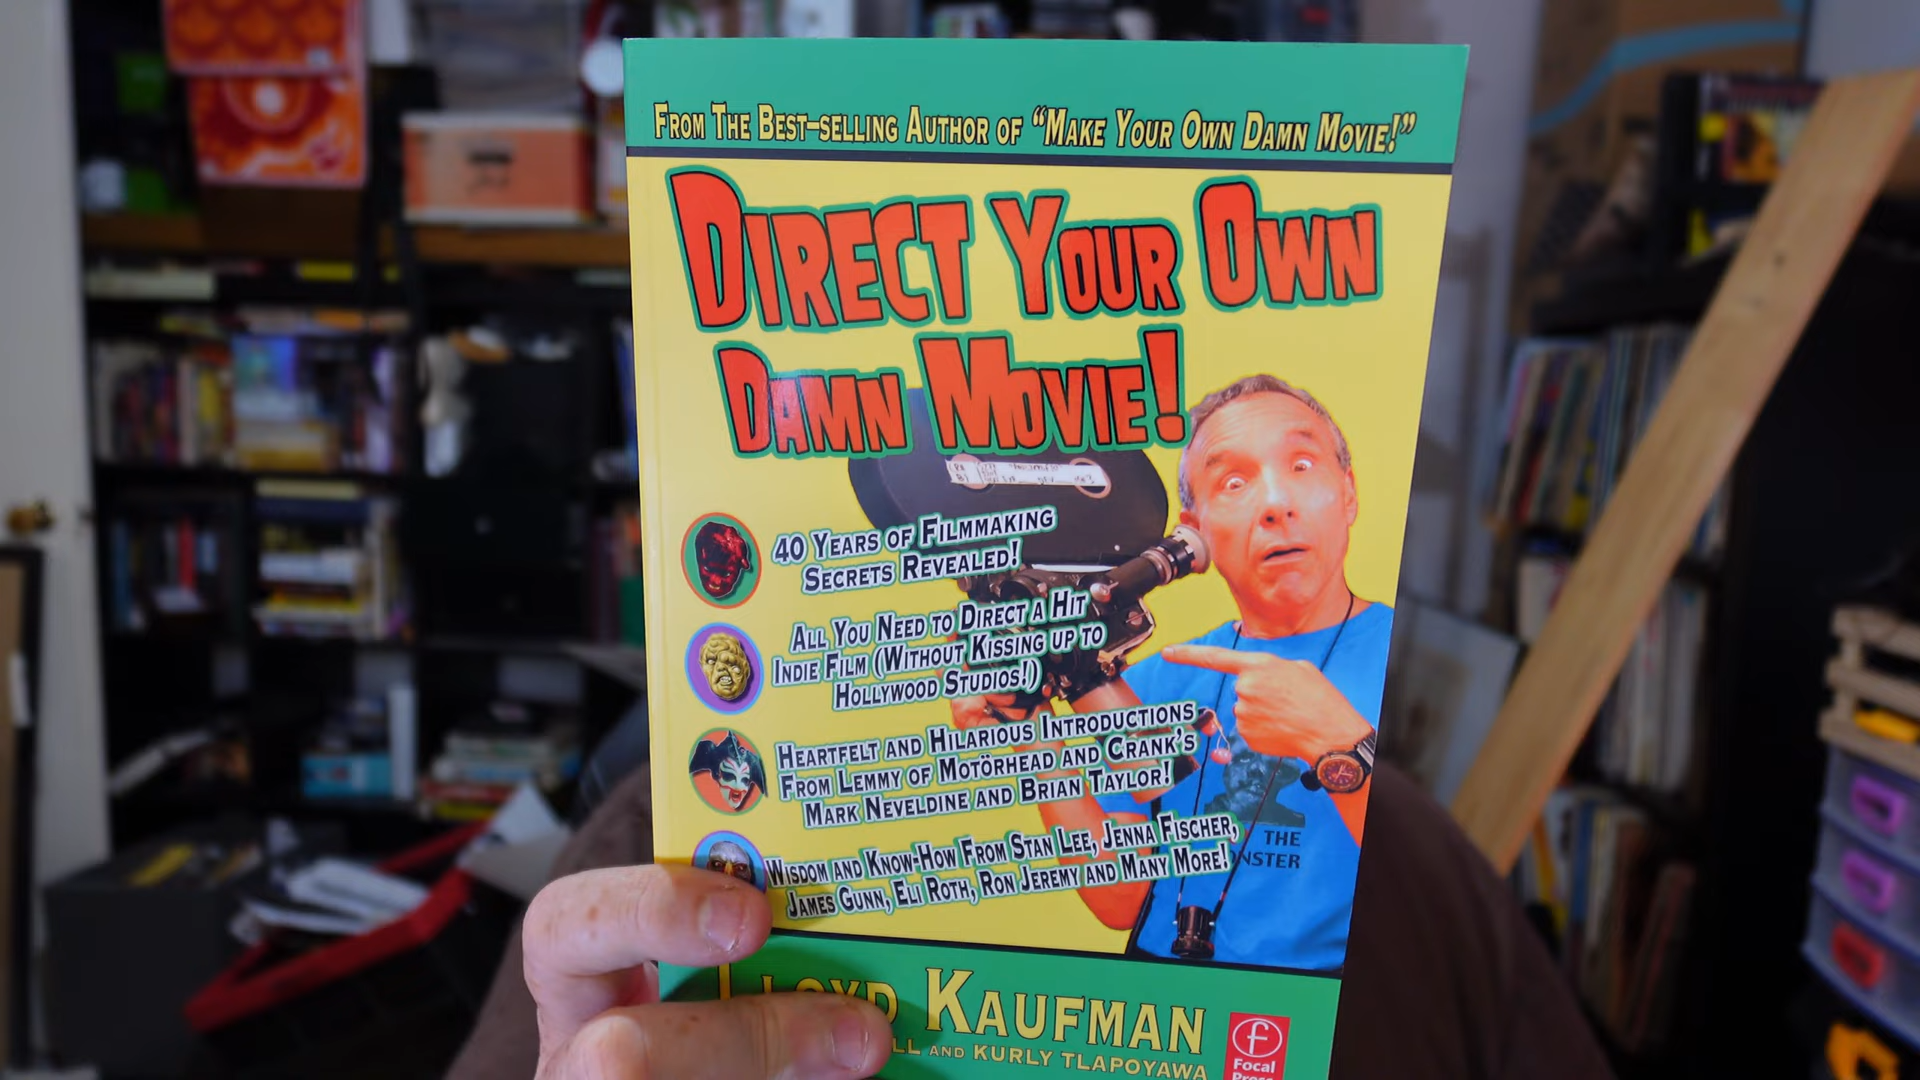 FROM THE BEST-SELLING AUTHOR OF "MAKE YOUR OWN DAMN MOVIE!"
DIRECT YOUR OWN
DAMN MOVIE!
40 YEARS OF FILMMAKING
SECRETS REVEALED!
ALL YOU NEED TO DIRECT A HIT
INDIE FILM (WITHOUT KISSING UP TO
HOLLYWOOD STUDIOS!)
HEARTFELT AND HILARIOUS INTRODUCTIONS
FROM LEMMY OF MOTÖRHEAD AND CRANK'S
MARK NEVELDINE AND BRIAN TAYLOR!
THE
WISDOM AND KNOW-HOW FROM STAN LEE, JENNA FISCHER,
JAMES GUNN, ELI ROTH, RON JEREMY AND MANY MORE!
LLOYD KAUFMAN
AND KURLY TLAPOYAWA
f
Focal